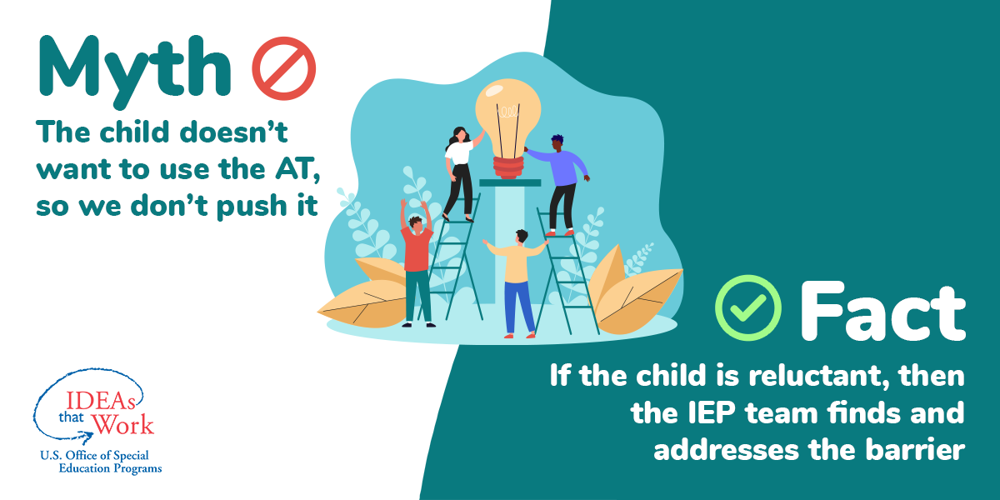 Myth
The child doesn’t
want to use the AT,
so we don’t push it
Fact
If the child is reluctant, then
the IEP team finds and
addresses the barrier
IDEAs
that Work
U.S. Office of Special
Education Programs